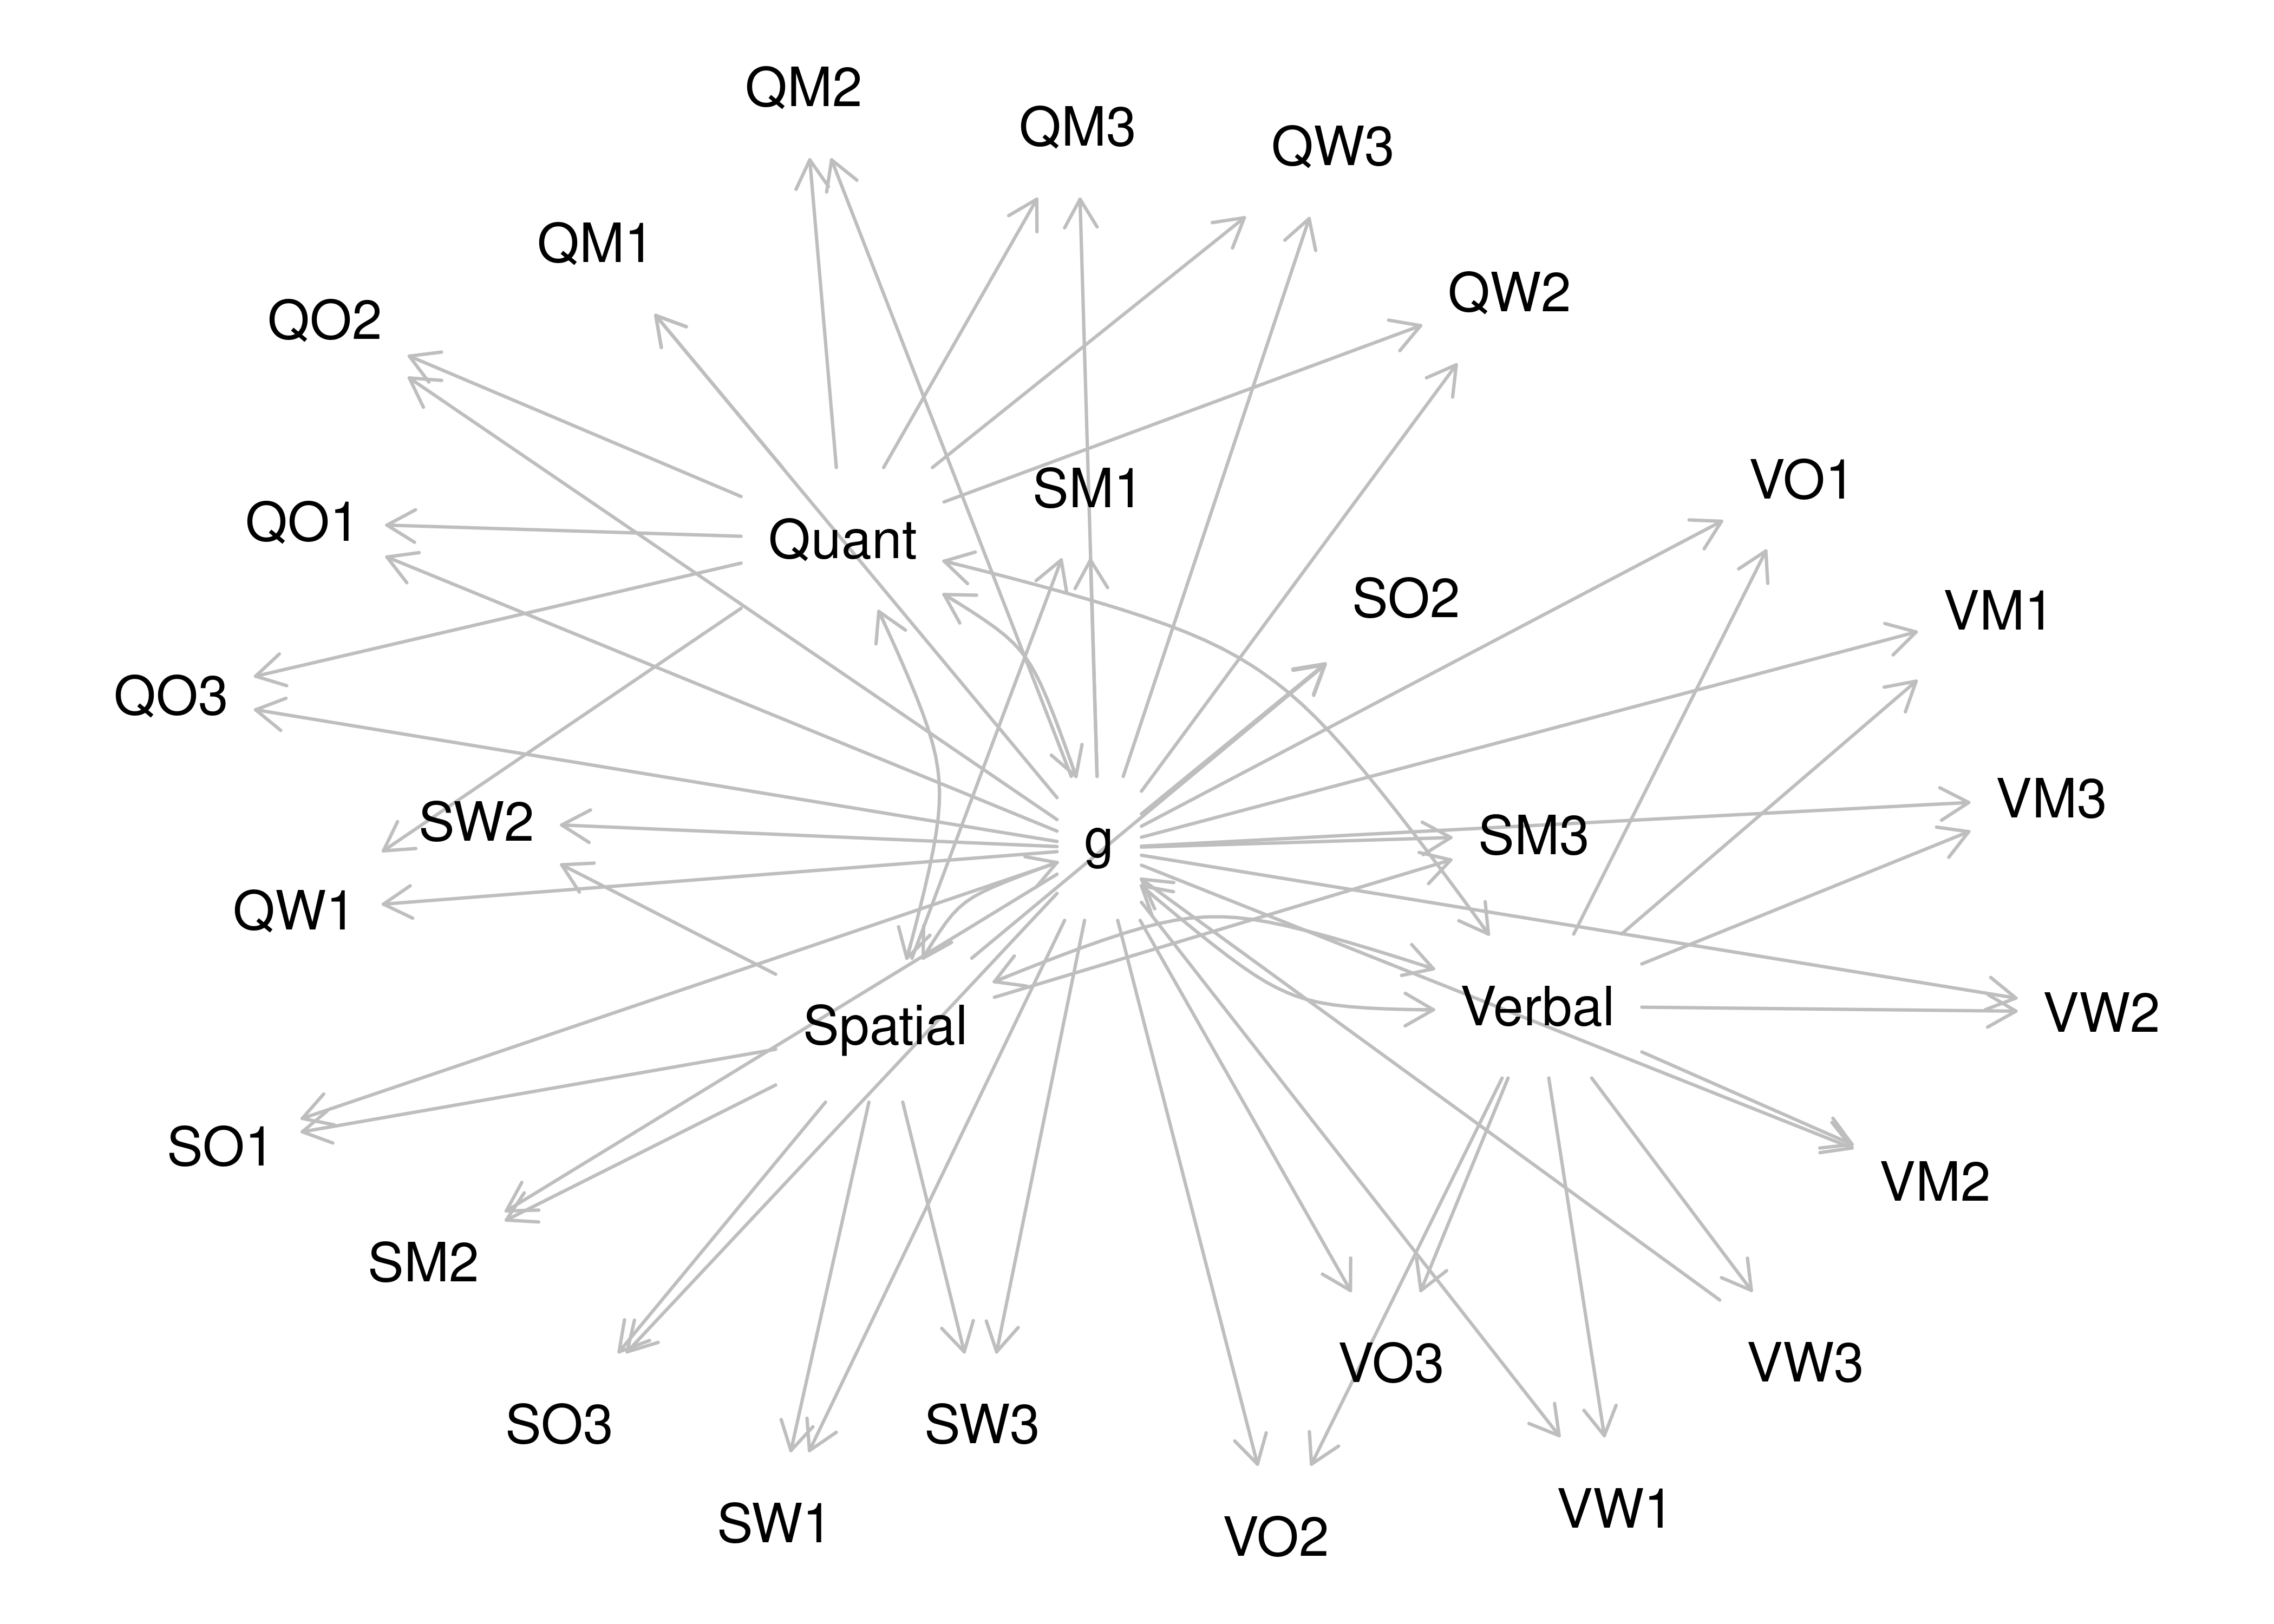 QM2
QM3
QW3
QM1
QW2
QO2
VO1
SM1
QO1
Quant
SO2
VM1
QO3
VM3
SW2
SM3
g
QW1
Verbal
VW2
Spatial
SO1
VM2
SM2
VO3
VW3
SO3
SW3
VW1
SW1
VO2